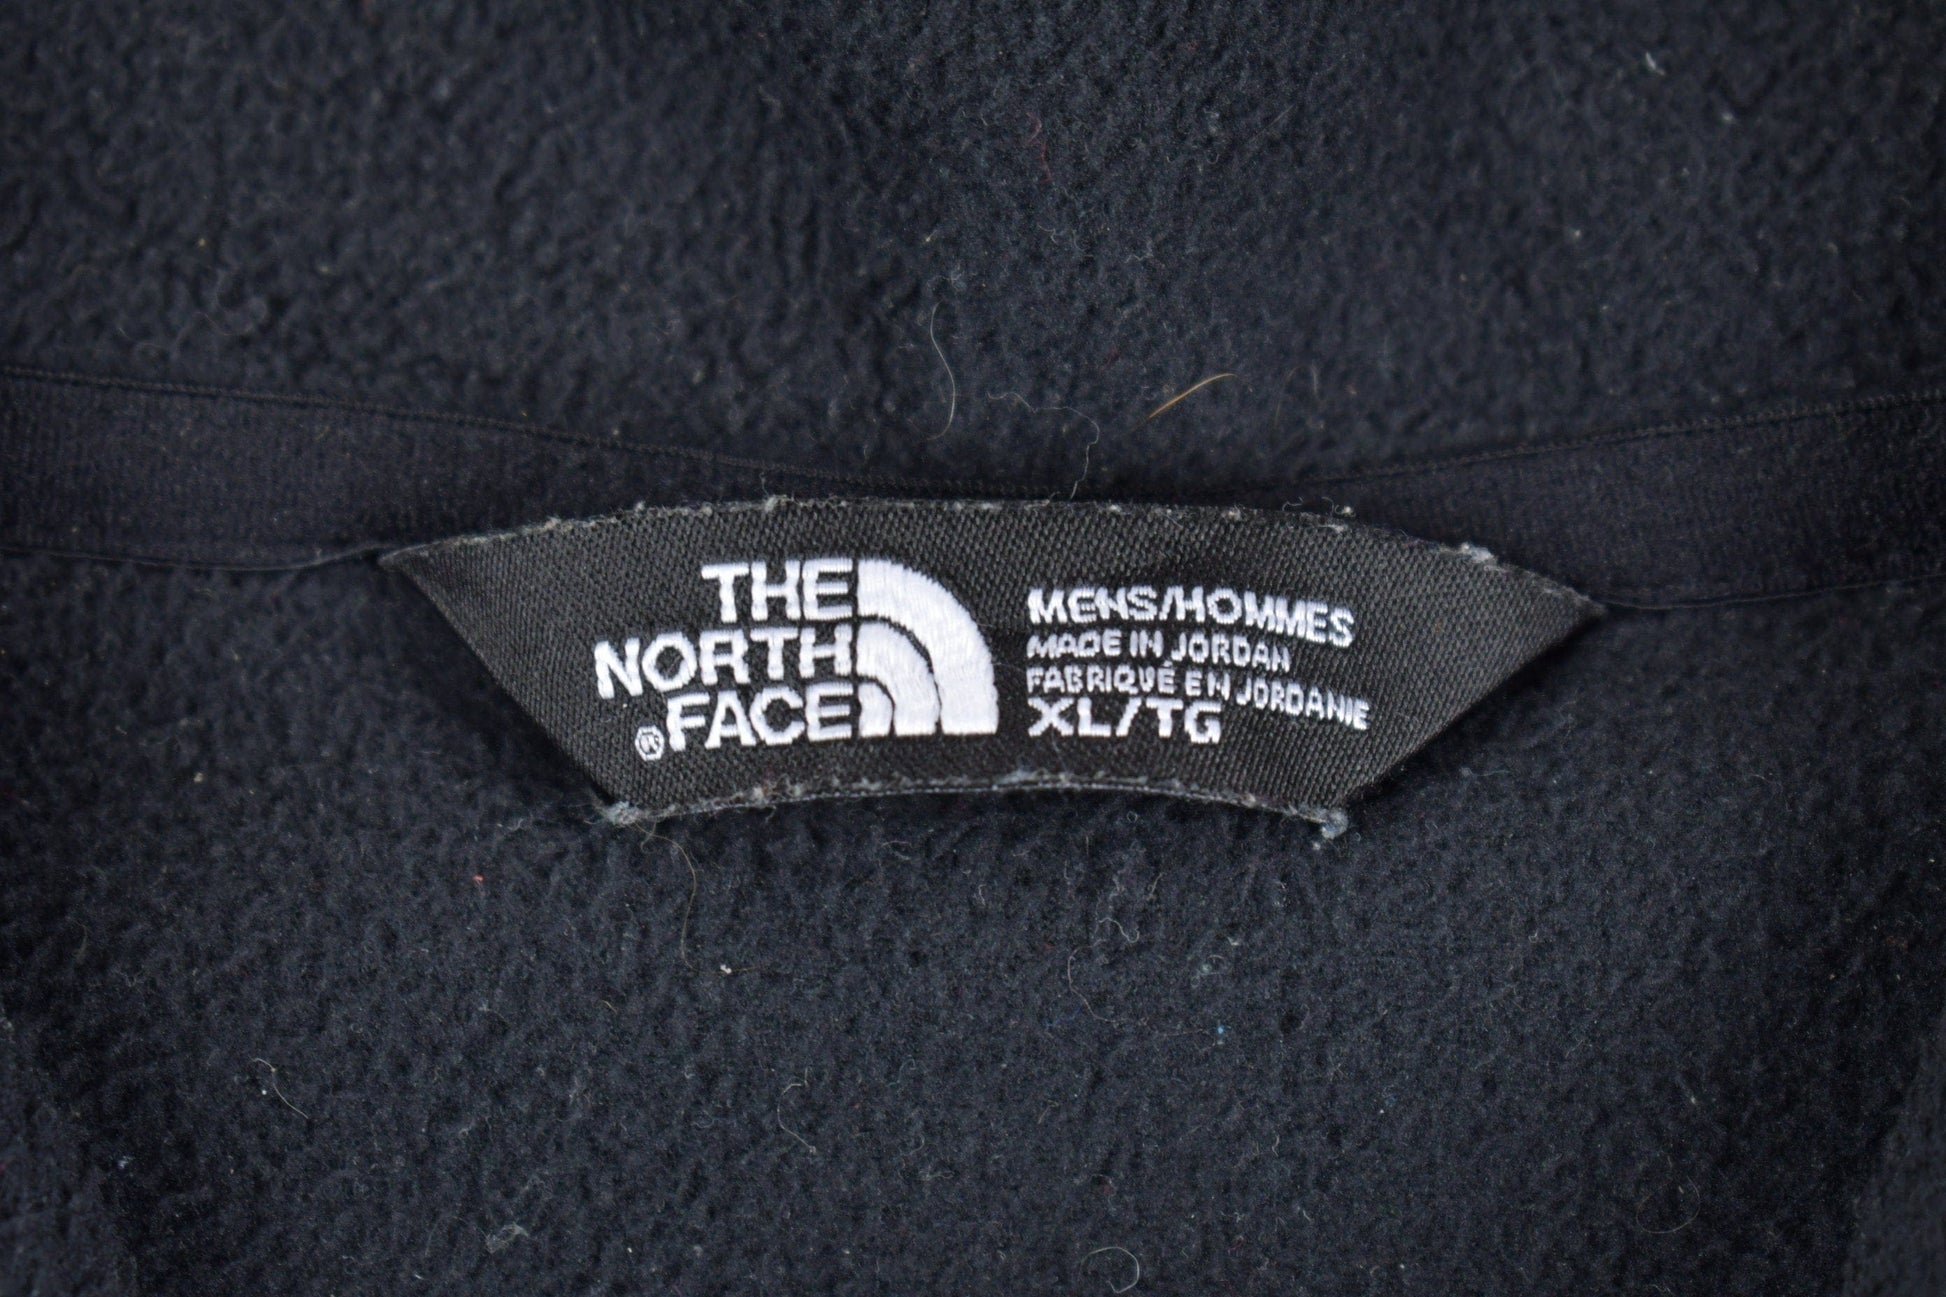 THE
NORTH
®FACE
MENS/HOMMES
MADE IN JORDAN
FABRIQUÉ EN JORDANIE
XL/TG